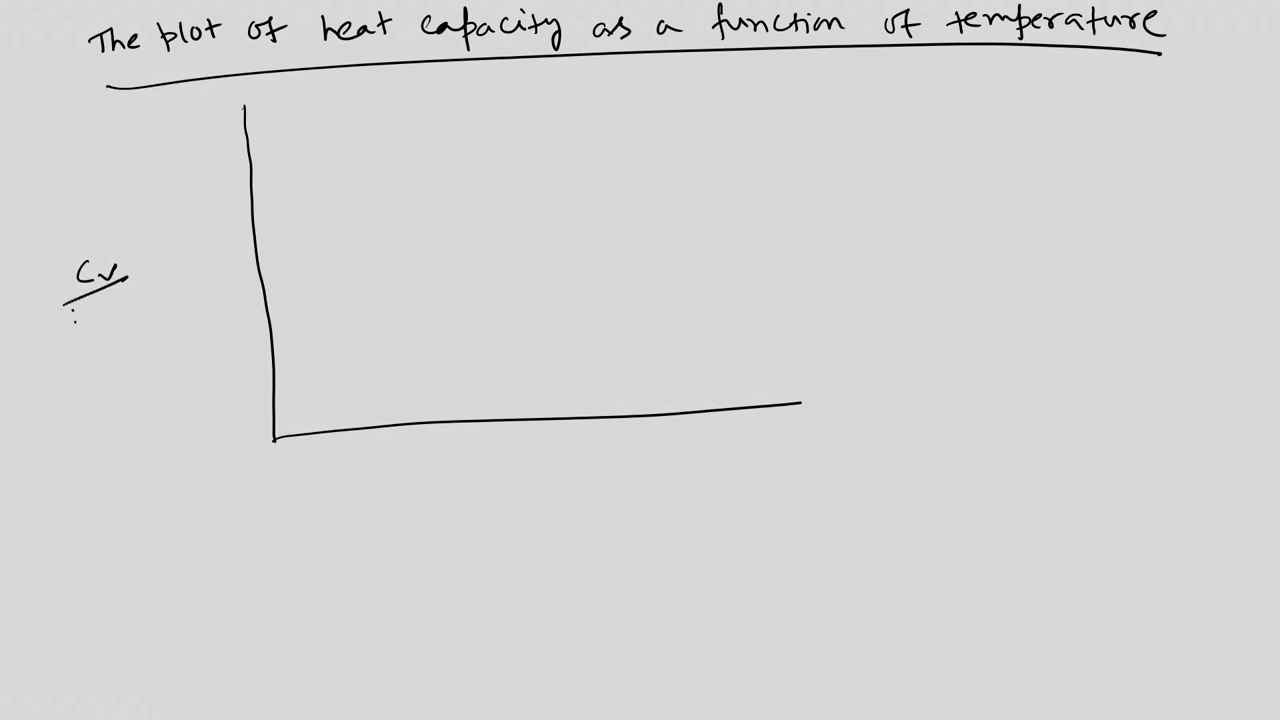 The plot of heat capacity as a function of temperature
Cv